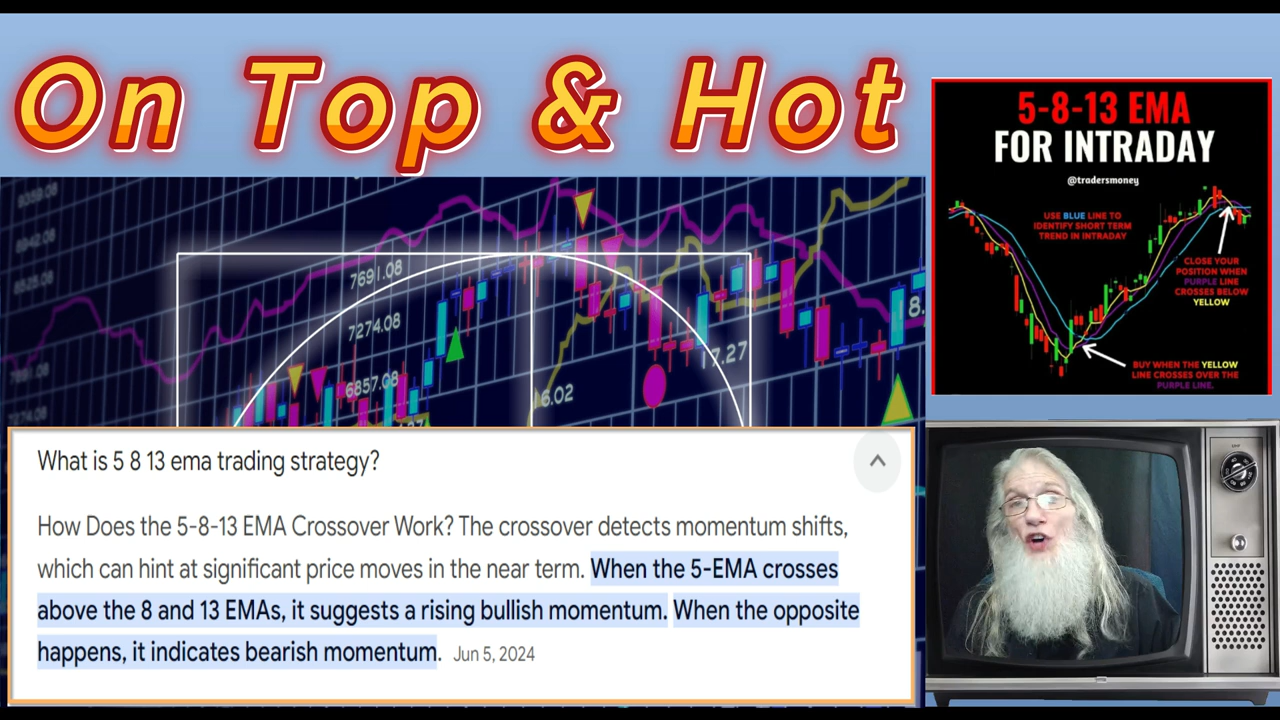 On Top & Hot
7691.08
7274.08
6857.08
6.02
7.27
18.
What is 5 8 13 ema trading strategy?
How Does the 5-8-13 EMA Crossover Work? The crossover detects momentum shifts,
which can hint at significant price moves in the near term. When the 5-EMA crosses
above the 8 and 13 EMAs, it suggests a rising bullish momentum. When the opposite
happens, it indicates bearish momentum. Jun 5, 2024
5-8-13 EMA
FOR INTRADAY
@tradersmoney
USE BLUE LINE TO
IDENTIFY SHORT TERM
TREND IN INTRADAY
CLOSE YOUR
POSITION WHEN
PURPLE LINE
CROSSES BELOW
YELLOW
BUY WHEN THE YELLOW
LINE CROSSES OVER THE
PURPLE LINE.